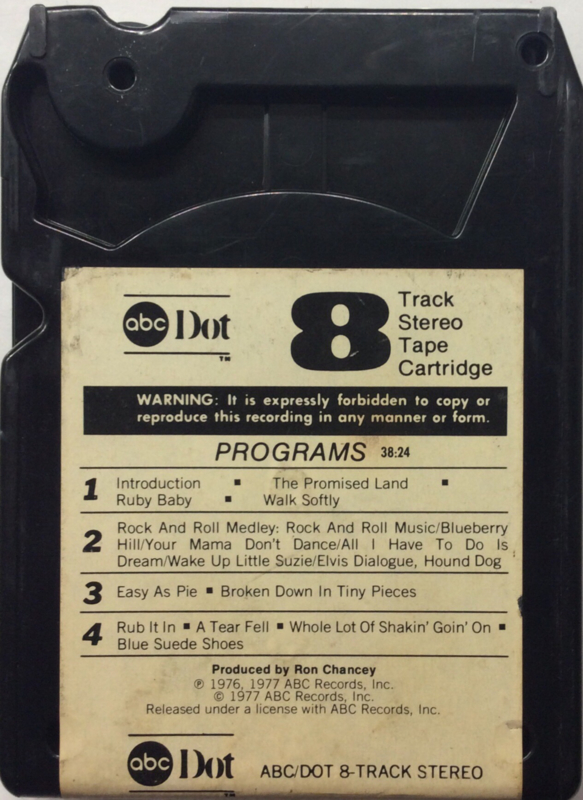 abc Dot
TM
8 Track
Stereo
Tape
Cartridge
WARNING: It is expressly forbidden to copy or
reproduce this recording in any manner or form.
PROGRAMS 38:24
1 Introduction ▪ The Promised Land ▪
Ruby Baby ▪ Walk Softly
2 Rock And Roll Medley: Rock And Roll Music/Blueberry
Hill/Your Mama Don't Dance/All I Have To Do Is
Dream/Wake Up Little Suzie/Elvis Dialogue, Hound Dog
3 Easy As Pie ▪ Broken Down In Tiny Pieces
4 Rub It In ▪ A Tear Fell ▪ Whole Lot Of Shakin' Goin' On ▪
Blue Suede Shoes
Produced by Ron Chancey
℗ 1976, 1977 ABC Records, Inc.
© 1977 ABC Records, Inc.
Released under a license with ABC Records, Inc.
abc Dot
TM
ABC/DOT 8-TRACK STEREO